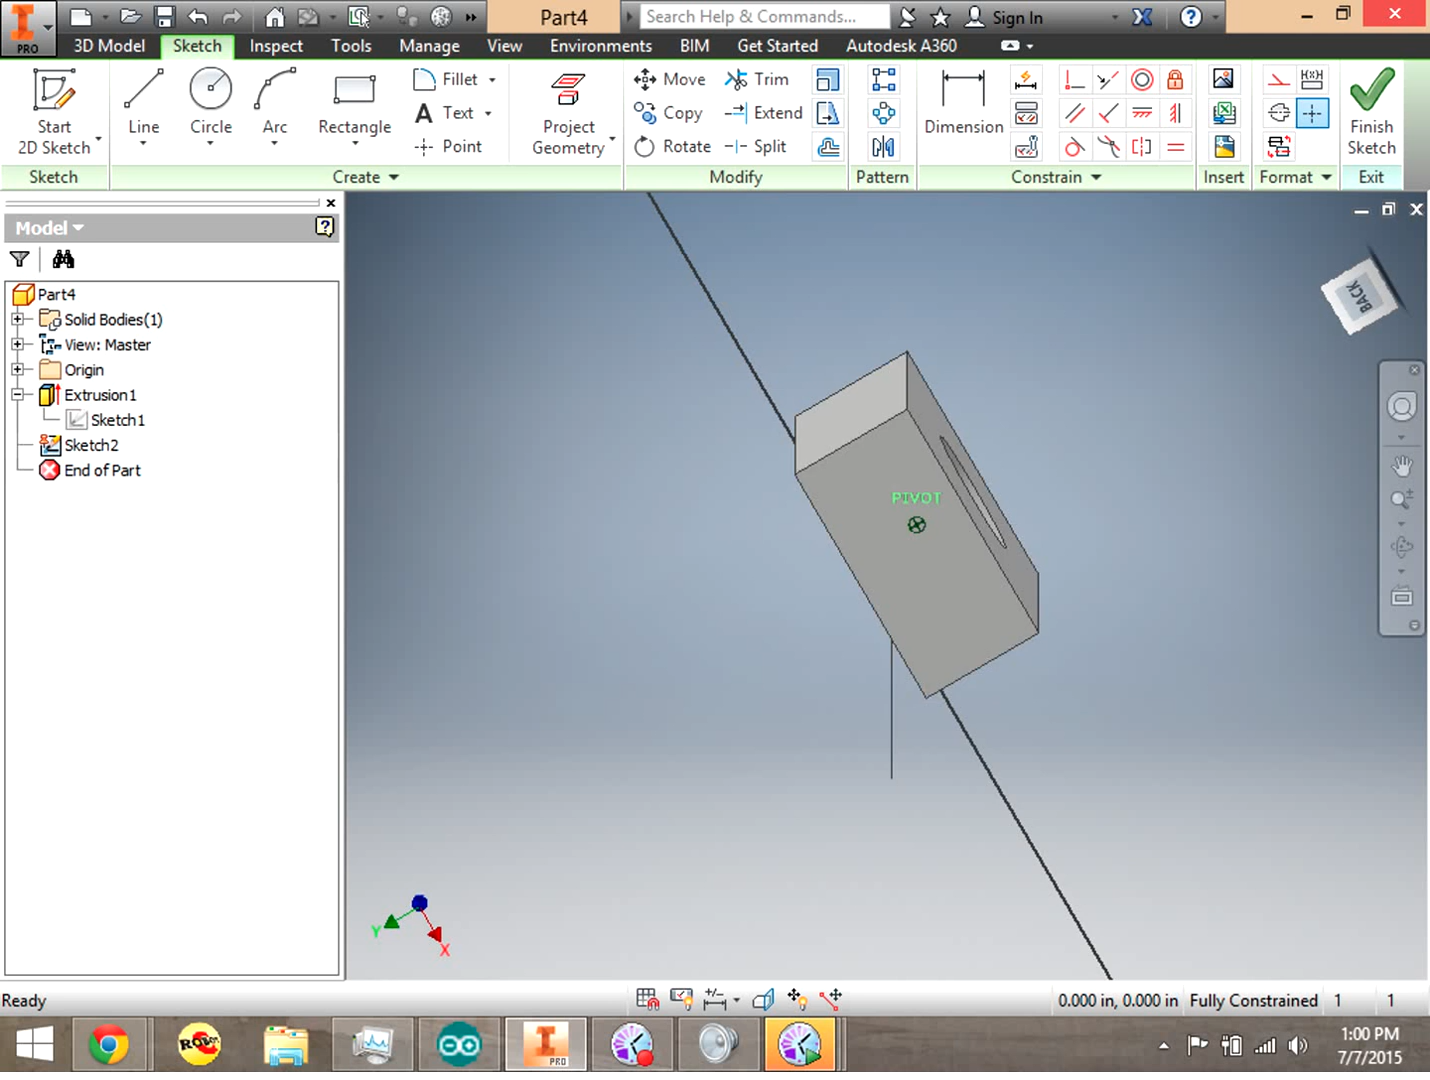 PRO
Part4
Search Help & Commands...
Sign In
3D Model
Sketch
Inspect
Tools
Manage
View
Environments
BIM
Get Started
Autodesk A360
Start
2D Sketch
Line
Circle
Arc
Rectangle
Fillet
Text
Point
Project
Geometry
Move
Copy
Rotate
Trim
Extend
Split
Dimension
Finish
Sketch
Sketch
Create
Modify
Pattern
Constrain
Insert
Format
Exit
Model
Part4
Solid Bodies(1)
View: Master
Origin
Extrusion1
Sketch1
Sketch2
End of Part
BACK
PIVOT
Y
X
Ready
0.000 in, 0.000 in
Fully Constrained
1
1
PRO
1:00 PM
7/7/2015